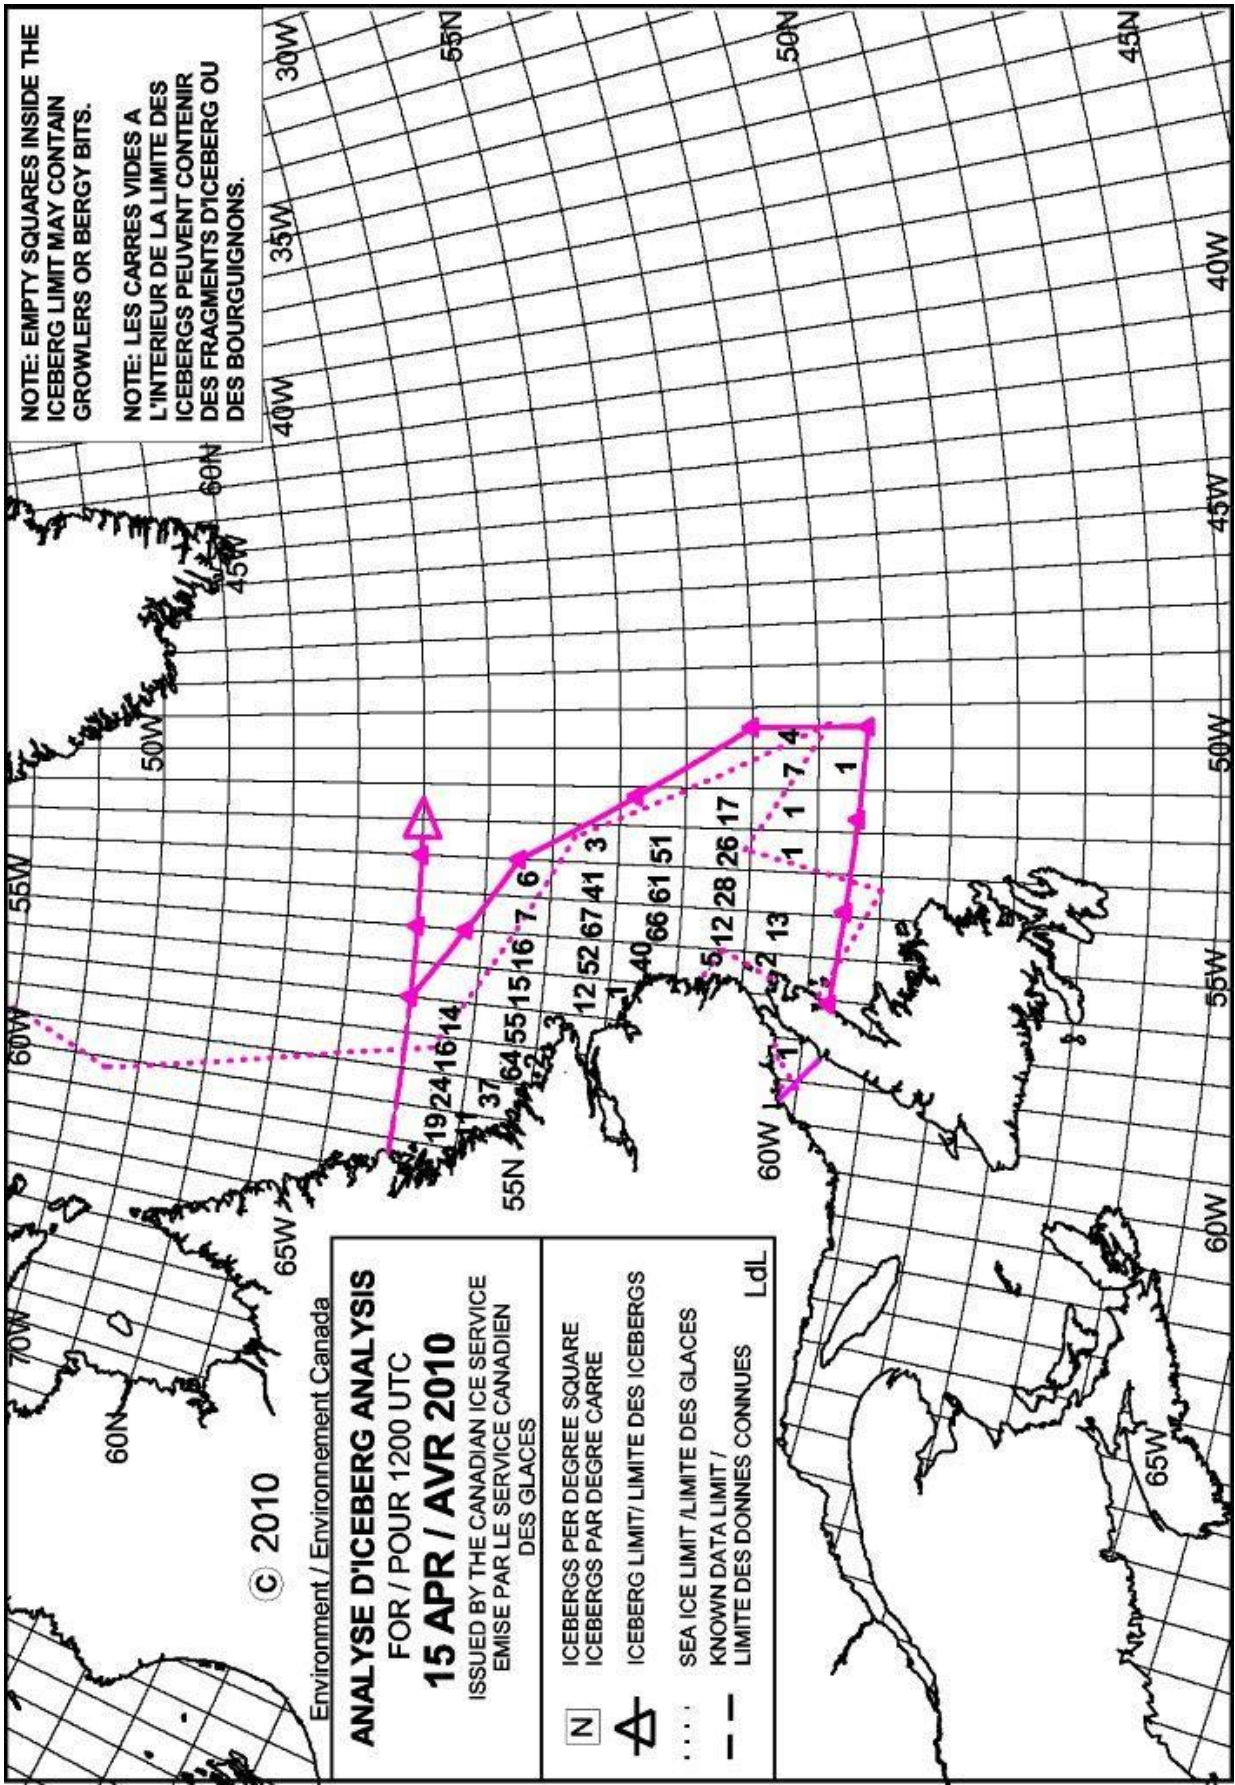 NOTE: EMPTY SQUARES INSIDE THE
ICEBERG LIMIT MAY CONTAIN
GROWLERS OR BERGY BITS.
NOTE: LES CARRES VIDES A
L'INTERIEUR DE LA LIMITE DES
ICEBERGS PEUVENT CONTENIR
DES FRAGMENTS D'ICEBERG OU
DES BOURGUIGNONS.
© 2010
Environment / Environnement Canada
ANALYSE D'ICEBERG ANALYSIS
FOR / POUR 1200 UTC
15 APR / AVR 2010
ISSUED BY THE CANADIAN ICE SERVICE
EMISE PAR LE SERVICE CANADIEN
DES GLACES
N ICEBERGS PER DEGREE SQUARE
ICEBERGS PAR DEGRE CARRE
ICEBERG LIMIT/ LIMITE DES ICEBERGS
SEA ICE LIMIT /LIMITE DES GLACES
KNOWN DATA LIMIT /
LIMITE DES DONNES CONNUES
LdL
70W
60W
55W
60N
50W
60N
45W
65W
40W
35W
30W
55N
19 24 16 14
11
37
55N
64 55 15 16 7 6
2
3
12 52 67 41 3
1
40
66 61 51
5 12 28 26 17
60W
2
13
1
1 1 7 4
50N
1
45N
65W
60W
55W
50W
45W
40W